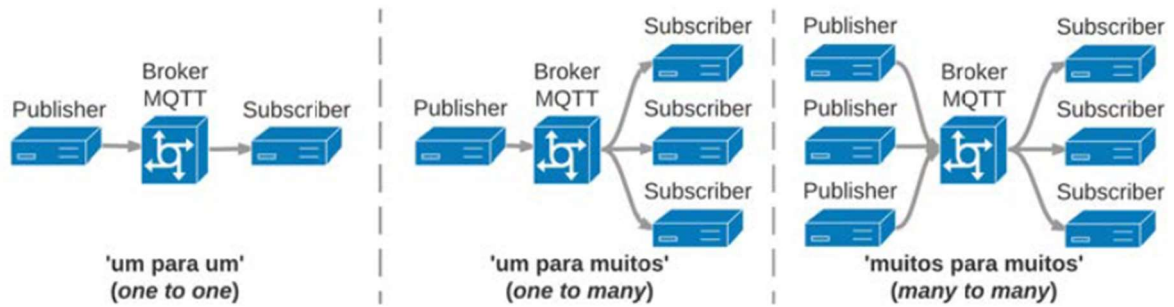 Publisher
Broker
MQTT
Subscriber
'um para um'
(one to one)
Publisher
Broker
MQTT
Subscriber
Subscriber
Subscriber
'um para muitos'
(one to many)
Publisher
Publisher
Publisher
Broker
MQTT
Subscriber
Subscriber
Subscriber
'muitos para muitos'
(many to many)